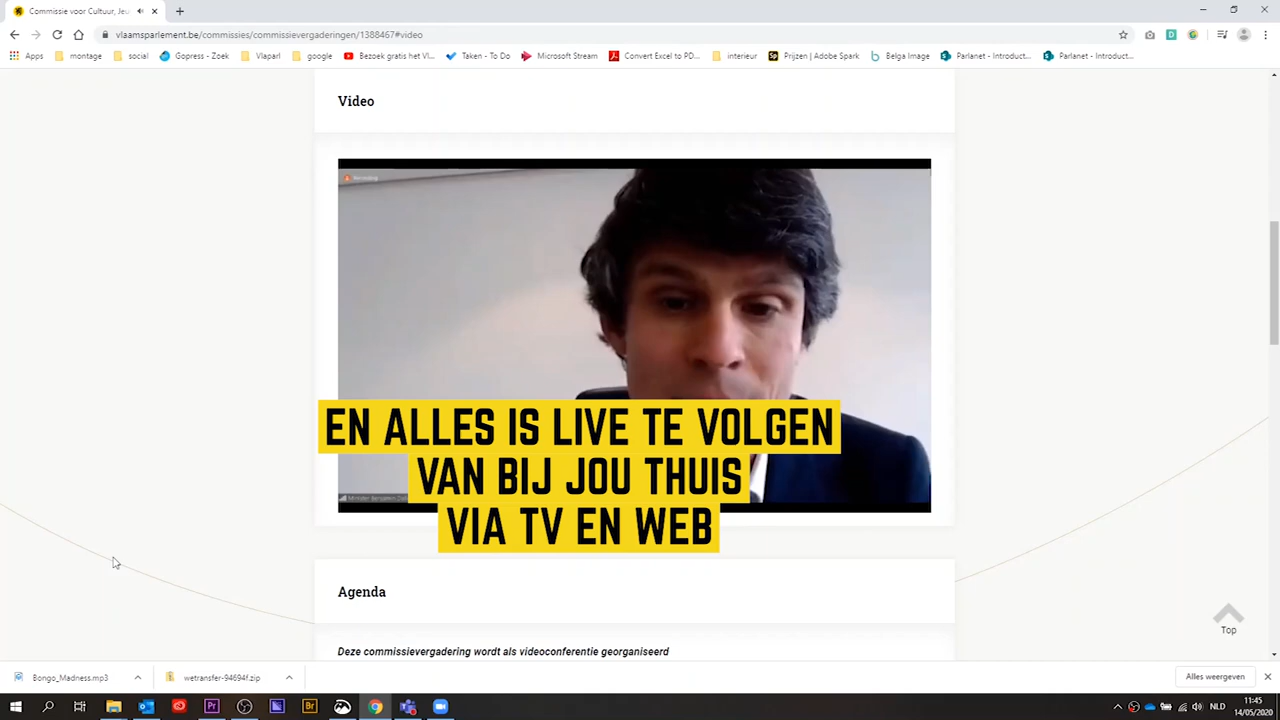 Commissie voor Cultuur, Jeu
vlaamsparlement.be/commissies/commissievergaderingen/1388467#video
Apps
montage
social
Gopress - Zoek
Vlaparl
google
Bezoek gratis het Vl...
Taken - To Do
Microsoft Stream
Convert Excel to PD...
interieur
Prijzen | Adobe Spark
Belga Image
Parlanet - Introduct...
Parlanet - Introduct...
Video
EN ALLES IS LIVE TE VOLGEN
VAN BIJ JOU THUIS
VIA TV EN WEB
Agenda
Deze commissievergadering wordt als videoconferentie georganiseerd
Top
Bongo_Madness.mp3
wetransfer-94694f.zip
Alles weergeven
NLD
11:45
14/05/2020